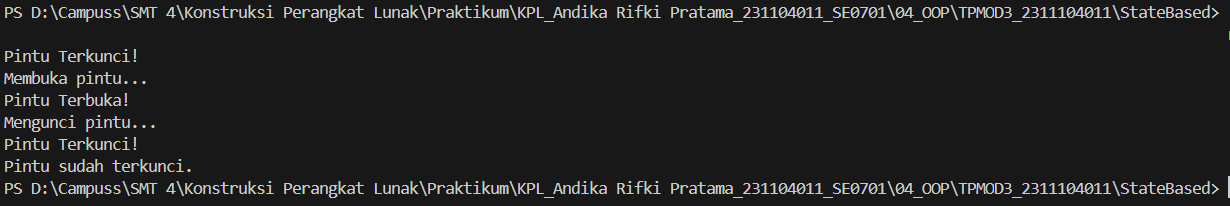 PS D:\Campuss\SMT 4\Konstruksi Perangkat Lunak\Praktikum\KPL_Andika Rifki Pratama_231104011_SE0701\04_OOP\TPMOD3_2311104011\StateBased>
Pintu Terkunci!
Membuka pintu...
Pintu Terbuka!
Mengunci pintu...
Pintu Terkunci!
Pintu sudah terkunci.
PS D:\Campuss\SMT 4\Konstruksi Perangkat Lunak\Praktikum\KPL_Andika Rifki Pratama_231104011_SE0701\04_OOP\TPMOD3_2311104011\StateBased>